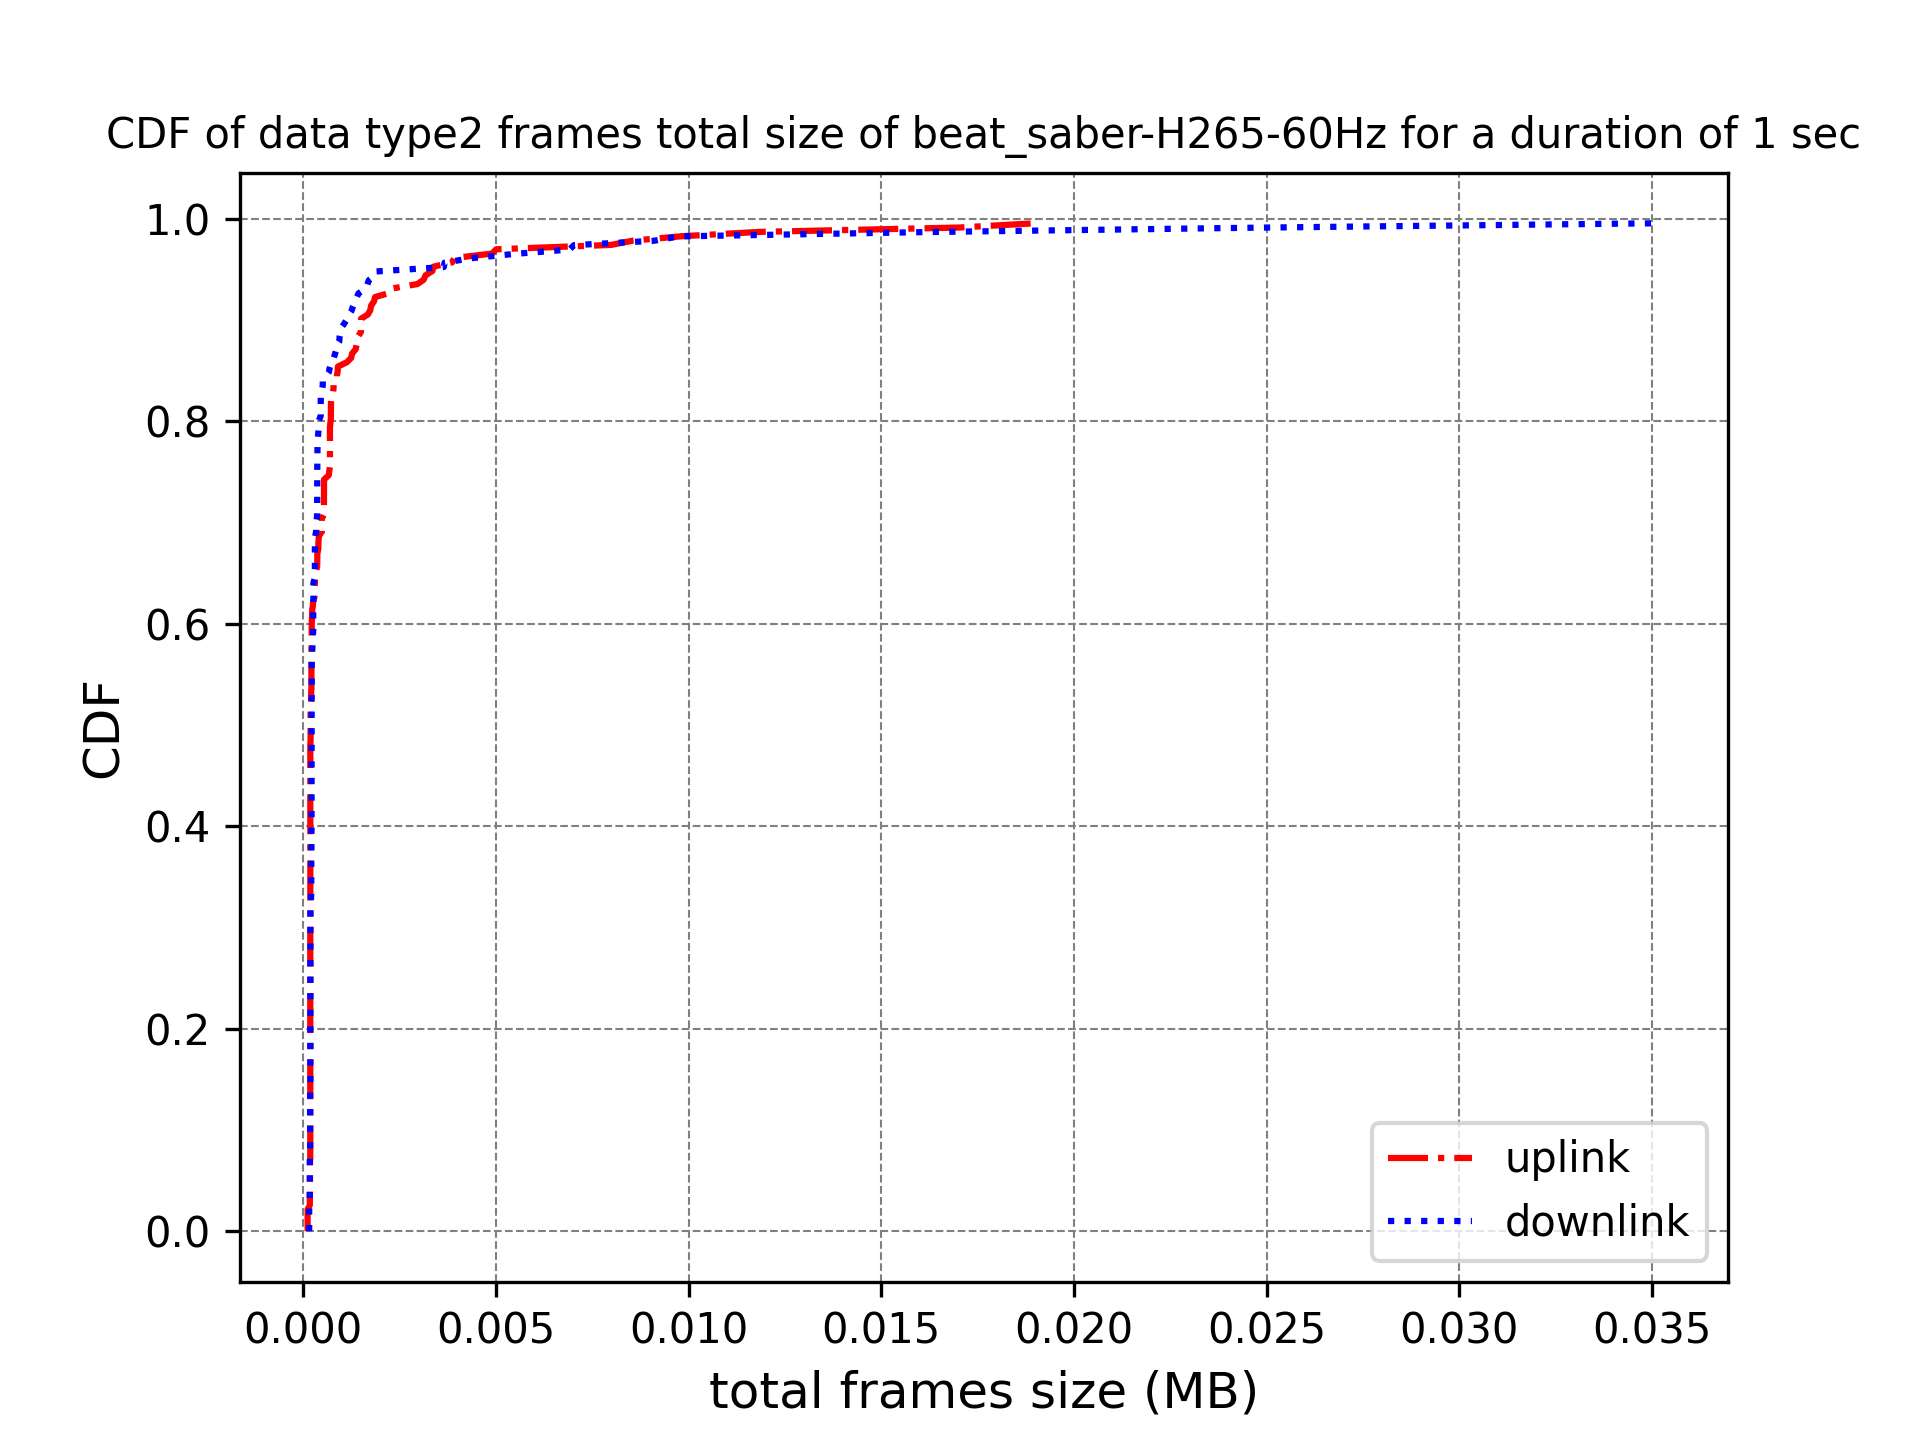 CDF of data type2 frames total size of beat_saber-H265-60Hz for a duration of 1 sec
CDF
1.0
0.8
0.6
0.4
0.2
0.0
uplink
downlink
0.000 0.005 0.010 0.015 0.020 0.025 0.030 0.035
total frames size (MB)